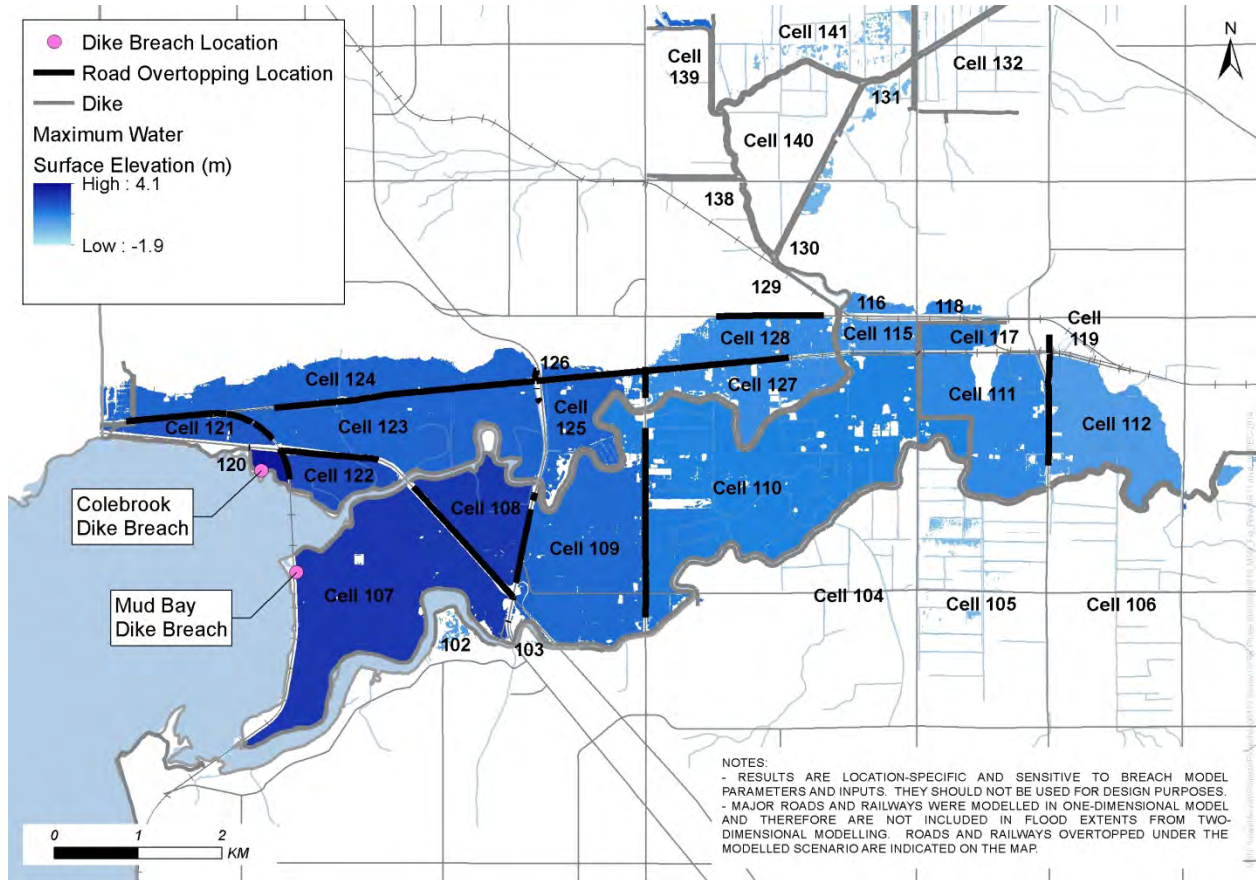 Dike Breach Location
Road Overtopping Location
Dike
Maximum Water
Surface Elevation (m)
High : 4.1
Low : -1.9
N
Cell 141
Cell
139
Cell 132
131
Cell 140
138
130
129
116
118
Cell
119
Cell 115
Cell 117
Cell 128
126
Cell 124
Cell 127
Cell 121
Cell 123
Cell
125
Cell 111
Cell 112
120
Cell 122
Cell 110
Cell 108
Colebrook
Dike Breach
Cell 109
Cell 107
Mud Bay
Dike Breach
Cell 104
Cell 105
Cell 106
102
103
NOTES:
- RESULTS ARE LOCATION-SPECIFIC AND SENSITIVE TO BREACH MODEL
PARAMETERS AND INPUTS. THEY SHOULD NOT BE USED FOR DESIGN PURPOSES.
- MAJOR ROADS AND RAILWAYS WERE MODELLED IN ONE-DIMENSIONAL MODEL
AND THEREFORE ARE NOT INCLUDED IN FLOOD EXTENTS FROM TWO-
DIMENSIONAL MODELLING. ROADS AND RAILWAYS OVERTOPPED UNDER THE
MODELLED SCENARIO ARE INDICATED ON THE MAP.
0 1 2
KM